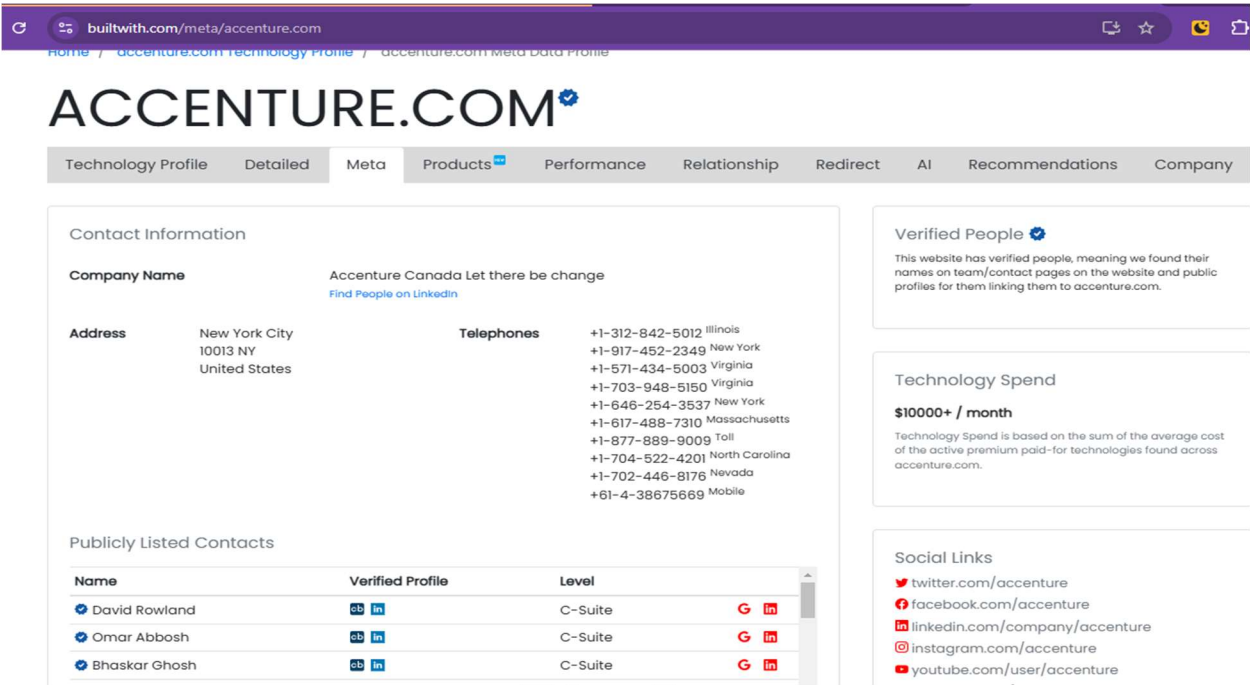 builtwith.com/meta/accenture.com
Home / accenture.com Technology Profile / accenture.com Meta Data Profile
ACCENTURE.COM
Technology Profile Detailed Meta Products NEW Performance Relationship Redirect AI Recommendations Company
Contact Information
Company Name Accenture Canada Let there be change
Find People on LinkedIn
Address New York City
10013 NY
United States
Telephones +1-312-842-5012 Illinois
+1-917-452-2349 New York
+1-571-434-5003 Virginia
+1-703-948-5150 Virginia
+1-646-254-3537 New York
+1-617-488-7310 Massachusetts
+1-877-889-9009 Toll
+1-704-522-4201 North Carolina
+1-702-446-8176 Nevada
+61-4-38675669 Mobile
Publicly Listed Contacts
Name Verified Profile Level
David Rowland cb in C-Suite G in
Omar Abbosh cb in C-Suite G in
Bhaskar Ghosh cb in C-Suite G in
Verified People
This website has verified people, meaning we found their
names on team/contact pages on the website and public
profiles for them linking them to accenture.com.
Technology Spend
$10000+ / month
Technology Spend is based on the sum of the average cost
of the active premium paid-for technologies found across
accenture.com.
Social Links
twitter.com/accenture
facebook.com/accenture
linkedin.com/company/accenture
instagram.com/accenture
youtube.com/user/accenture